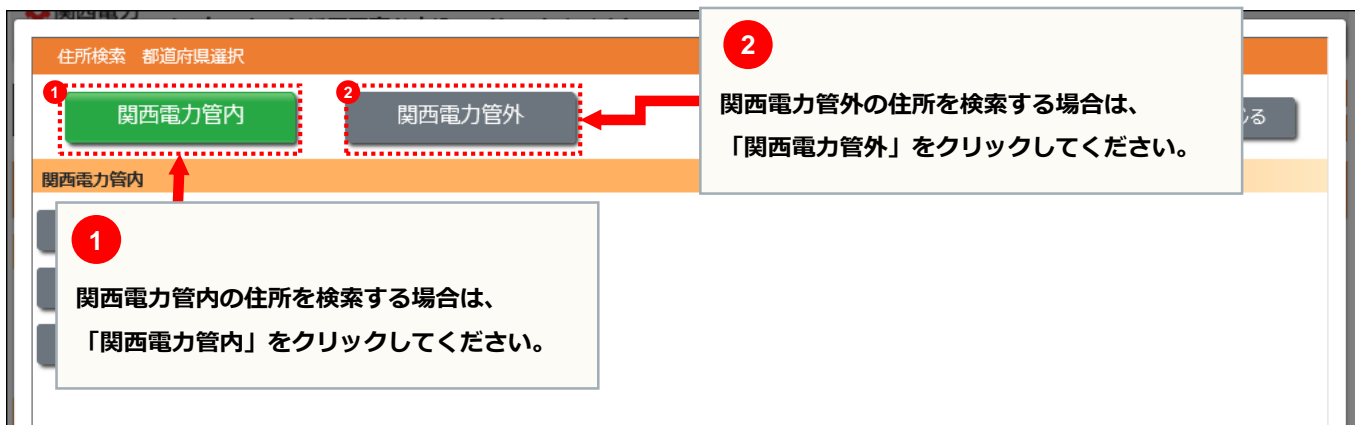 関西電力
住所検索 都道府県選択
1
関西電力管内
2
関西電力管外
2
関西電力管外の住所を検索する場合は、
「関西電力管外」をクリックしてください。
る
関西電力管内
1
関西電力管内の住所を検索する場合は、
「関西電力管内」をクリックしてください。